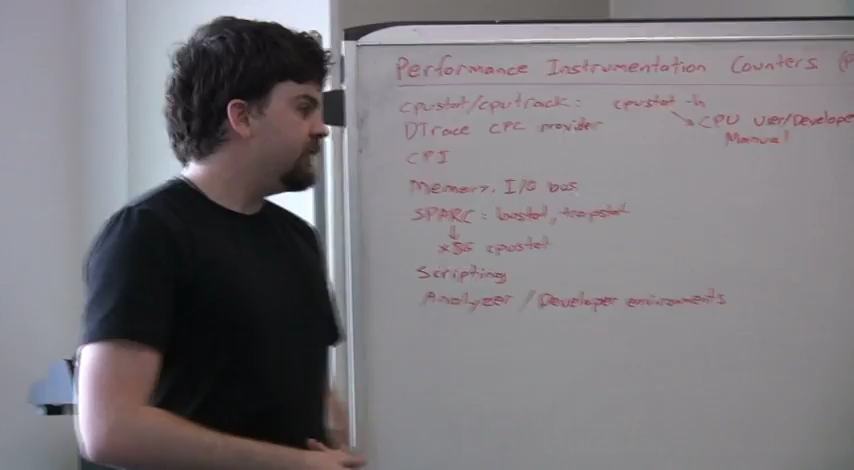 Performance Instrumentation Counters (P
cpustat/cputrack: cpustat -h
CPU User/Developer
Manual
DTrace CPC provider
CPI
Memory, I/O bus
SPARC: busstat, trapstat
↓
x86 cpustat
Scripting
Analyzer / Developer environments